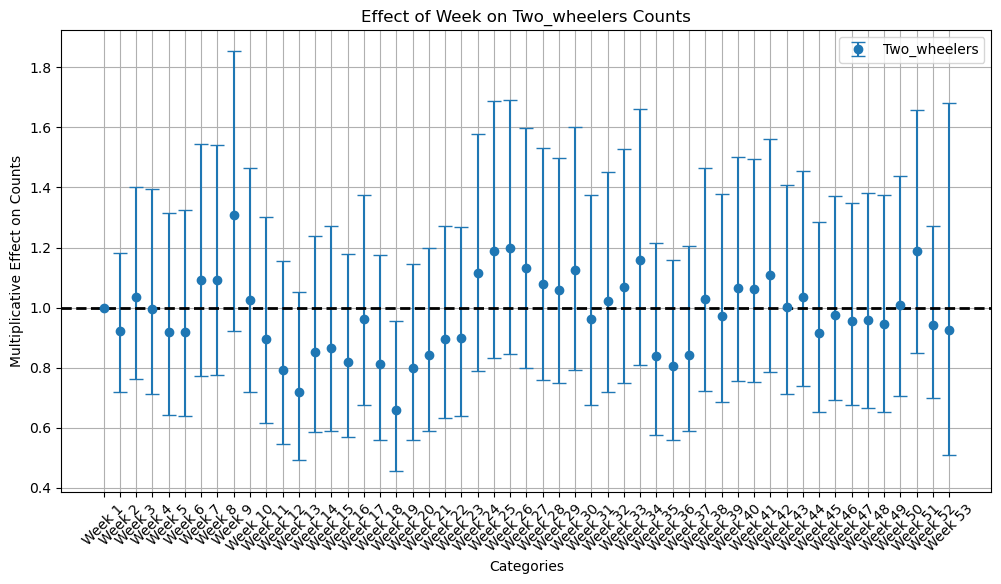 Effect of Week on Two_wheelers Counts
Two_wheelers
Multiplicative Effect on Counts
1.8
1.6
1.4
1.2
1.0
0.8
0.6
0.4
Week 1
Week 2
Week 3
Week 4
Week 5
Week 6
Week 7
Week 8
Week 9
Week 10
Week 11
Week 12
Week 13
Week 14
Week 15
Week 16
Week 17
Week 18
Week 19
Week 20
Week 21
Week 22
Week 23
Week 24
Week 25
Week 26
Week 27
Week 28
Week 29
Week 30
Week 31
Week 32
Week 33
Week 34
Week 35
Week 36
Week 37
Week 38
Week 39
Week 40
Week 41
Week 42
Week 43
Week 44
Week 45
Week 46
Week 47
Week 48
Week 49
Week 50
Week 51
Week 52
Week 53
Categories